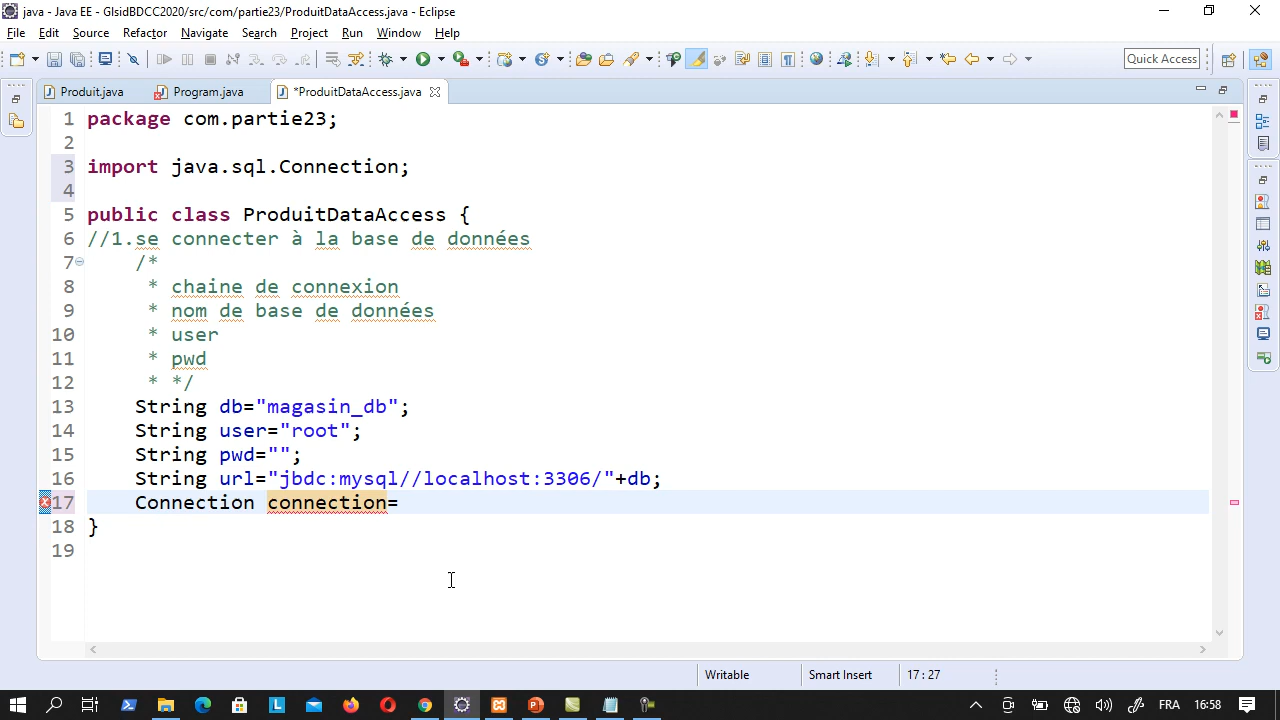 java - Java EE - GlsidBDCC2020/src/com/partie23/ProduitDataAccess.java - Eclipse
File Edit Source Refactor Navigate Search Project Run Window Help
Quick Access
Produit.java Program.java *ProduitDataAccess.java
1 package com.partie23;
2
3 import java.sql.Connection;
4
5 public class ProduitDataAccess {
6 //1.se connecter à la base de données
7 /*
8 * chaine de connexion
9 * nom de base de données
10 * user
11 * pwd
12 * */
13 String db="magasin_db";
14 String user="root";
15 String pwd="";
16 String url="jbdc:mysql//localhost:3306/"+db;
17 Connection connection=
18 }
19
Writable Smart Insert 17 : 27
FRA 16:58